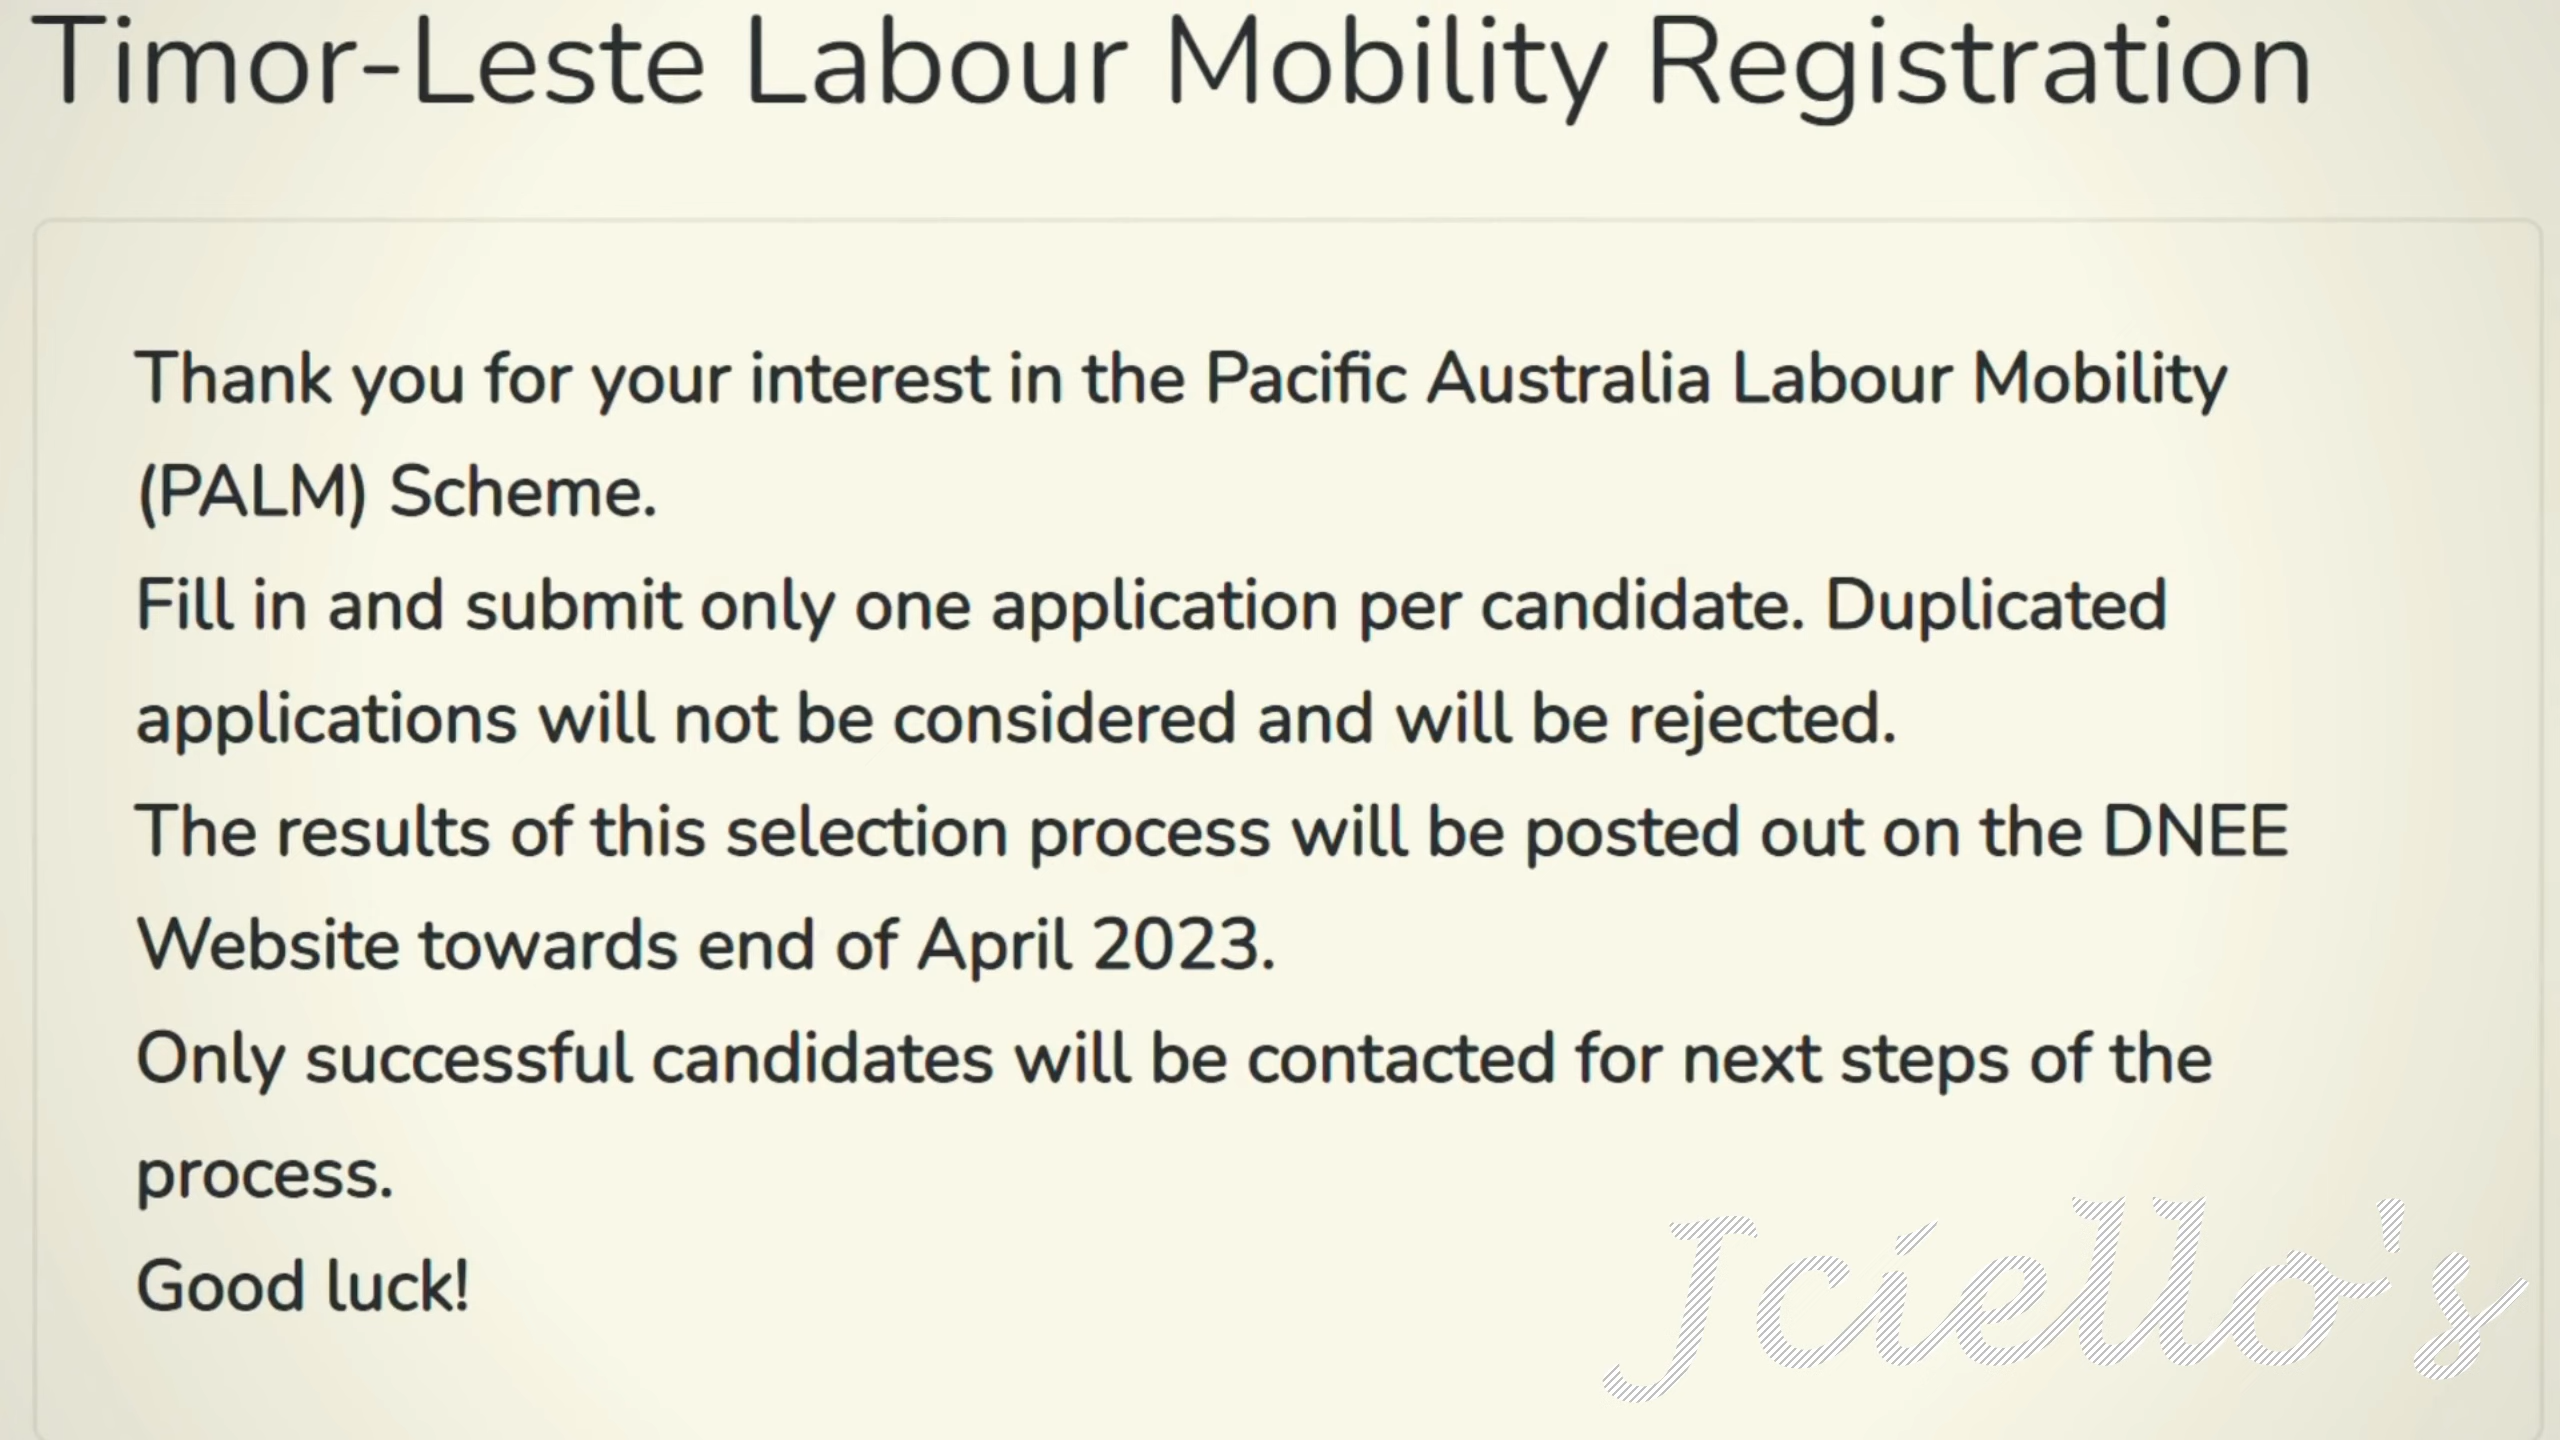 Timor-Leste Labour Mobility Registration
Thank you for your interest in the Pacific Australia Labour Mobility
(PALM) Scheme.
Fill in and submit only one application per candidate. Duplicated
applications will not be considered and will be rejected.
The results of this selection process will be posted out on the DNEE
Website towards end of April 2023.
Only successful candidates will be contacted for next steps of the
process.
Good luck!
Jciello's